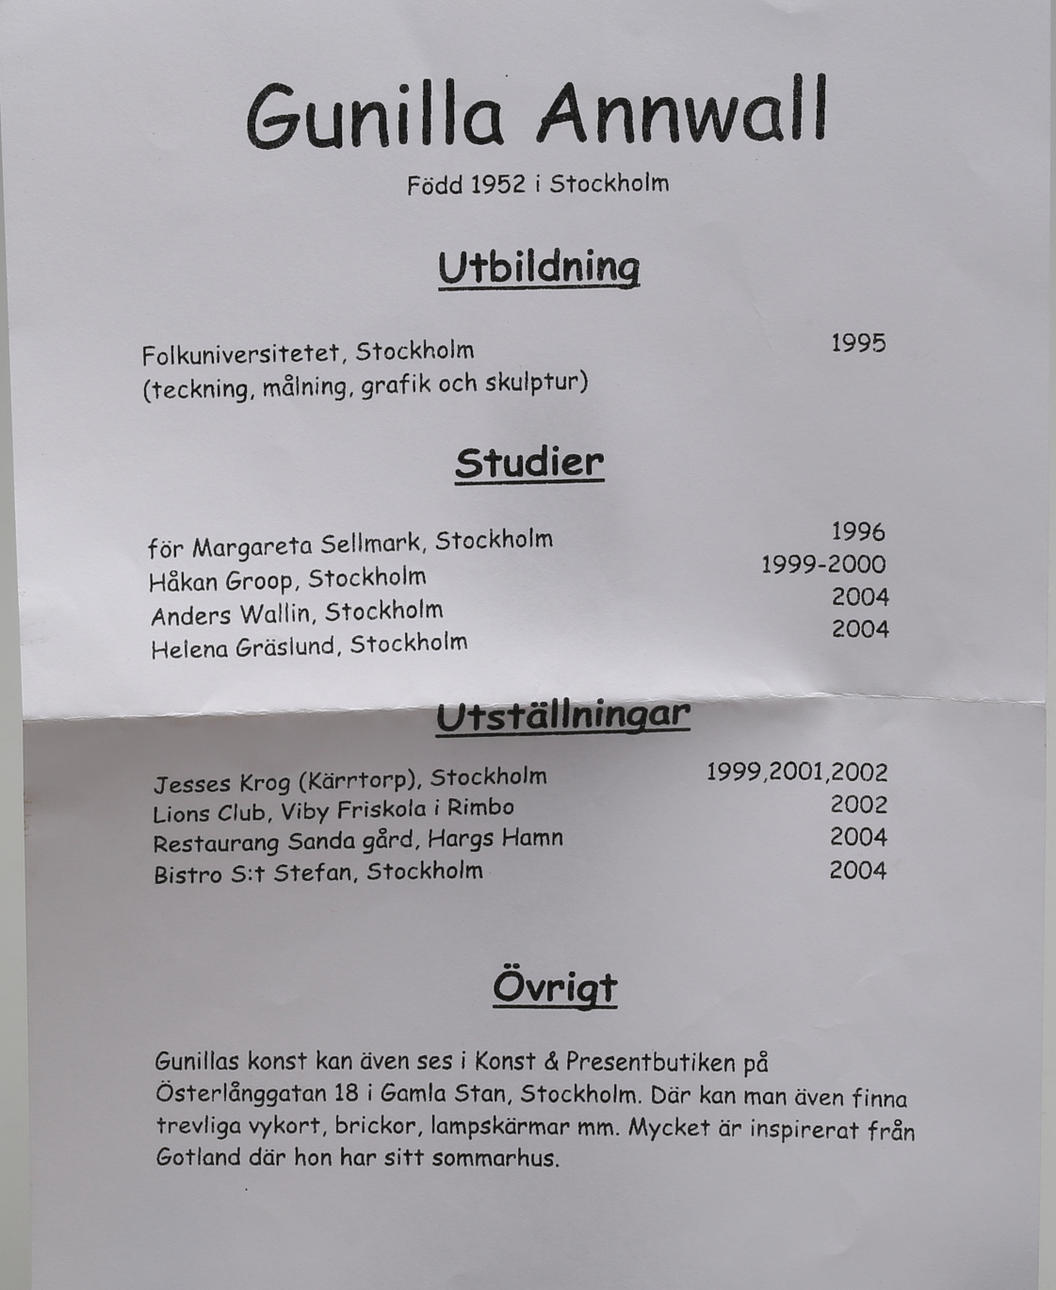 Gunilla Annwall
Född 1952 i Stockholm
Utbildning
Folkuniversitetet, Stockholm 1995
(teckning, målning, grafik och skulptur)
Studier
för Margareta Sellmark, Stockholm 1996
Håkan Groop, Stockholm 1999-2000
Anders Wallin, Stockholm 2004
Helena Gräslund, Stockholm 2004
Utställningar
Jesses Krog (Kärrtorp), Stockholm 1999,2001,2002
Lions Club, Viby Friskola i Rimbo 2002
Restaurang Sanda gård, Hargs Hamn 2004
Bistro S:t Stefan, Stockholm 2004
Övrigt
Gunillas konst kan även ses i Konst & Presentbutiken på
Österlånggatan 18 i Gamla Stan, Stockholm. Där kan man även finna
trevliga vykort, brickor, lampskärmar mm. Mycket är inspirerat från
Gotland där hon har sitt sommarhus.